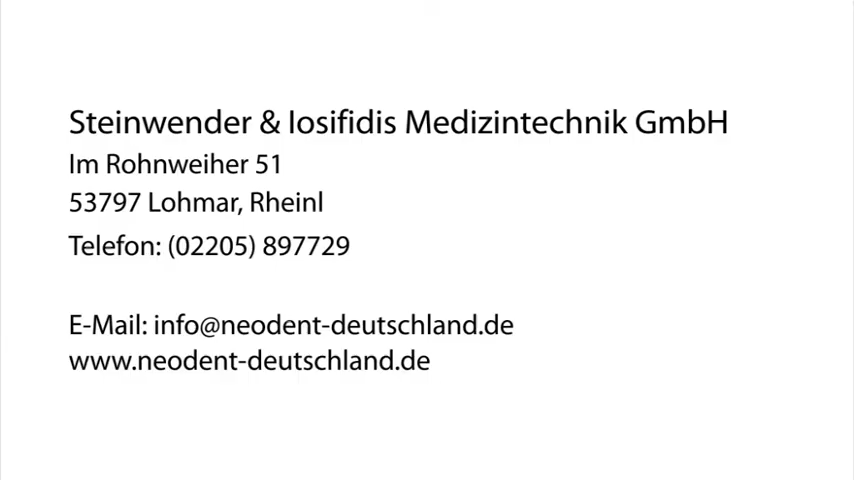 Steinwender & Iosifidis Medizintechnik GmbH
Im Rohnweiher 51
53797 Lohmar, Rheinl
Telefon: (02205) 897729
E-Mail: info@neodent-deutschland.de
www.neodent-deutschland.de